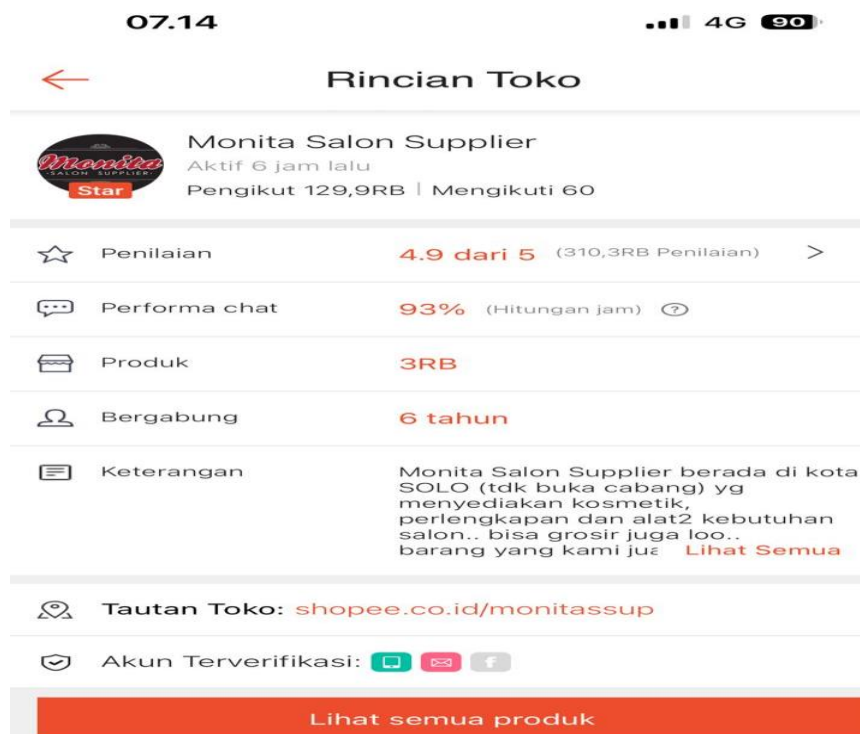 07.14
4G 90
Rincian Toko
Monita
SALON SUPPLIER
Star
Monita Salon Supplier
Aktif 6 jam lalu
Pengikut 129,9RB | Mengikuti 60
Penilaian 4.9 dari 5 (310,3RB Penilaian) >
Performa chat 93% (Hitungan jam) ?
Produk 3RB
Bergabung 6 tahun
Keterangan Monita Salon Supplier berada di kota
SOLO (tdk buka cabang) yg
menyediakan kosmetik,
perlengkapan dan alat2 kebutuhan
salon.. bisa grosir juga loo..
barang yang kami Lihat Semua
Tautan Toko: shopee.co.id/monitassup
Akun Terverifikasi: f
Lihat semua produk